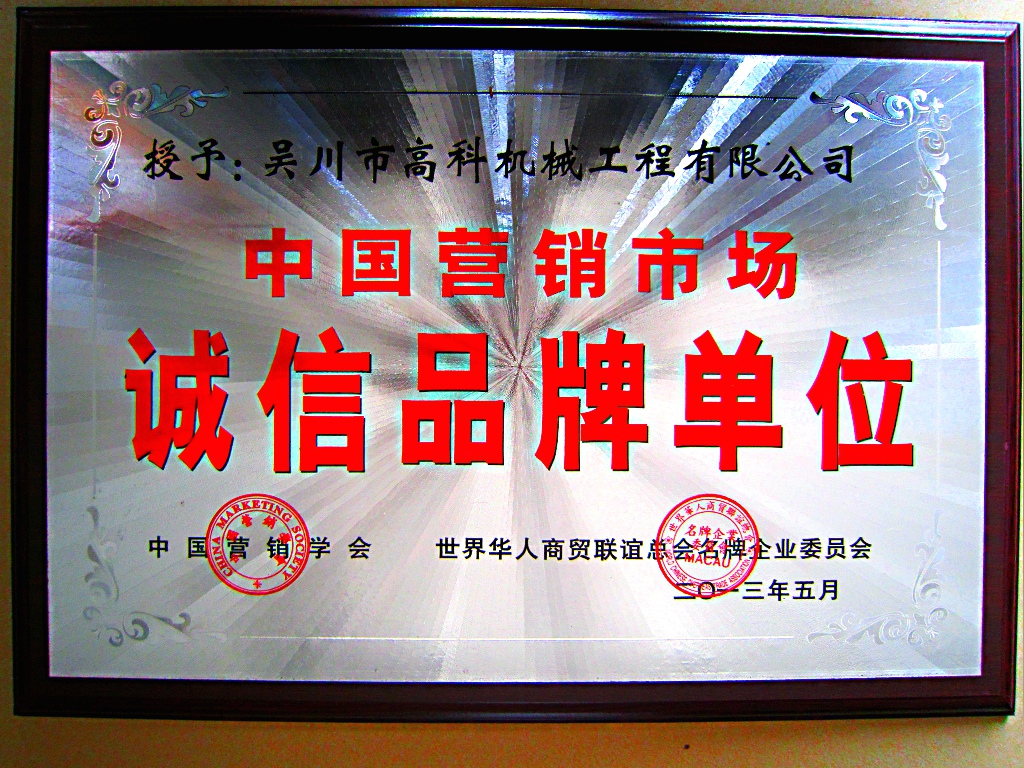 授予:吴川市高科机械工程有限公司
中国营销市场
诚信品牌单位
中国营销学会 世界华人商贸联谊总会名牌企业委员会
CHINA MARKETING SOCIETY
MACAU
二〇一三年五月